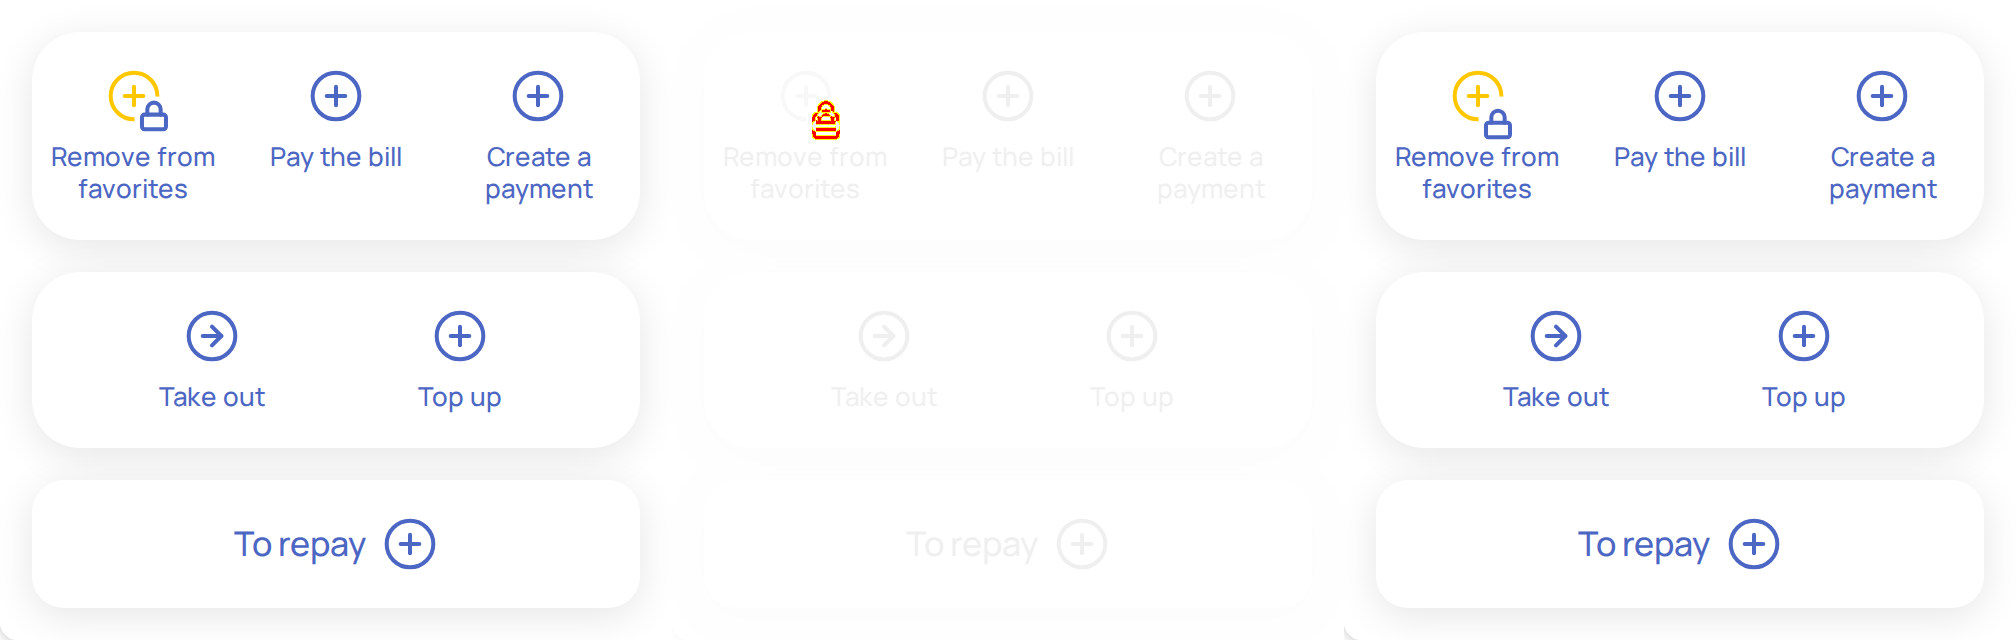 Remove from
favorites
Pay the bill
Create a
payment
Take out
Top up
To repay
Remove from
favorites
Pay the bill
Create a
payment
Take out
Top up
To repay
Remove from
favorites
Pay the bill
Create a
payment
Take out
Top up
To repay